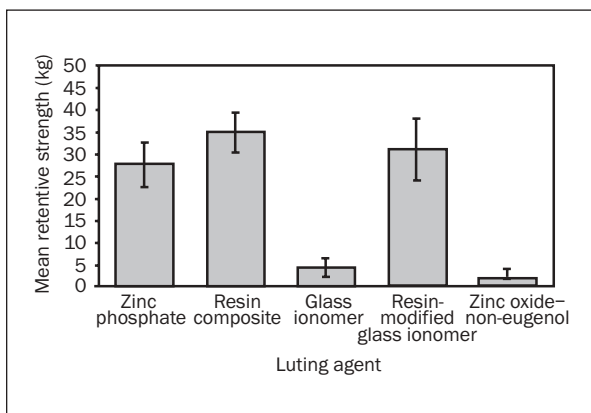 Mean retentive strength (kg)
50
45
40
35
30
25
20
15
10
5
0
Zinc
phosphate
Resin
composite
Glass
ionomer
Resin-
modified
glass ionomer
Zinc oxide–
non-eugenol
Luting agent